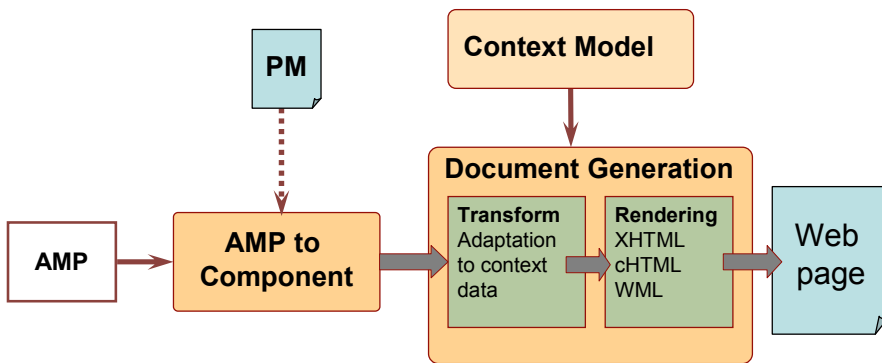 Context Model
PM
Document Generation
AMP
AMP to
Component
Transform
Adaptation
to context
data
Rendering
XHTML
cHTML
WML
Web
page